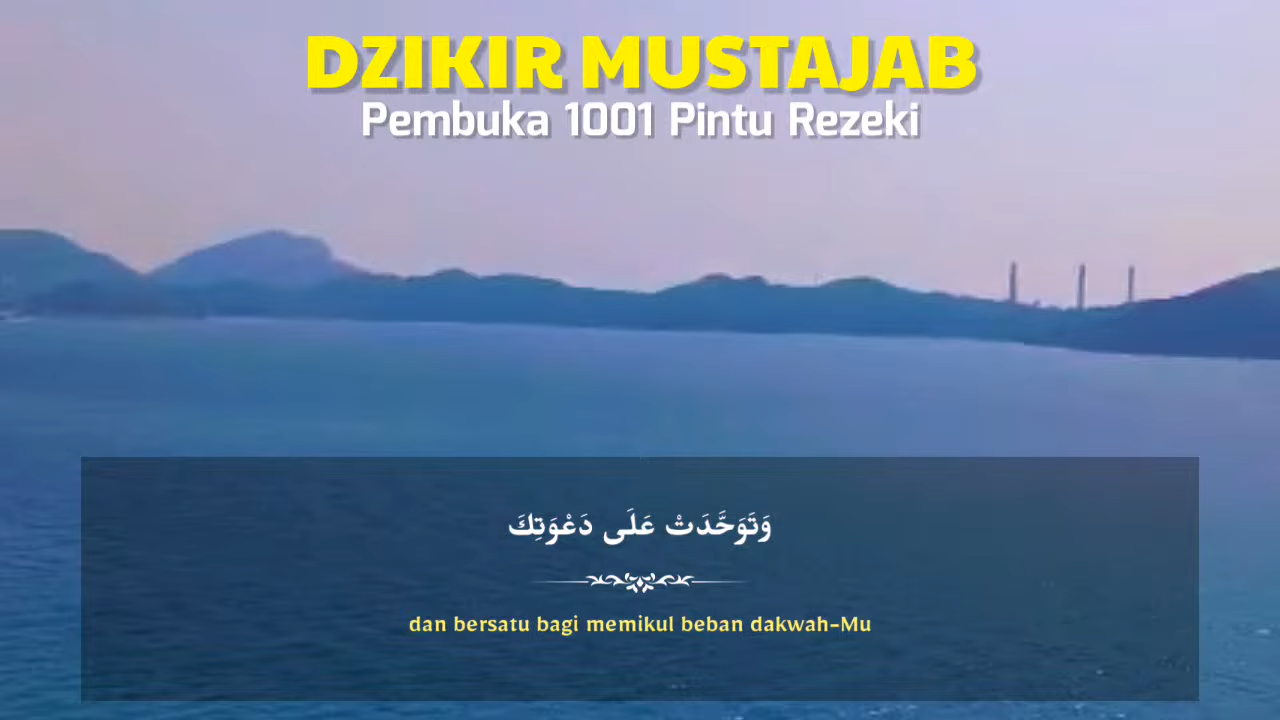 DZIKIR MUSTAJAB
Pembuka 1001 Pintu Rezeki
وَتَوَحَّدَتْ عَلَى دَعْوَتِكَ
dan bersatu bagi memikul beban dakwah-Mu